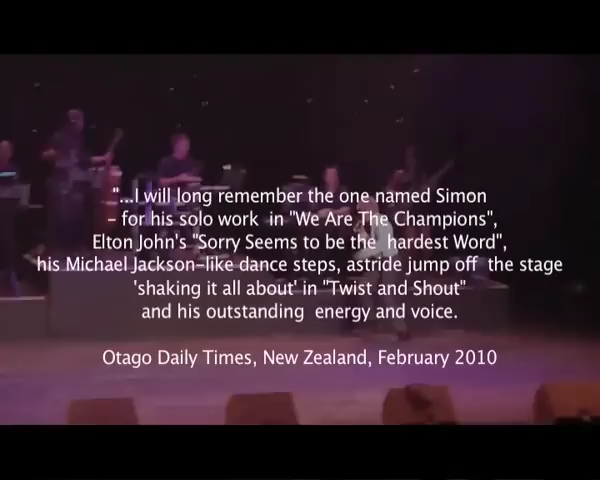 "...I will long remember the one named Simon
- for his solo work in "We Are The Champions",
Elton John's "Sorry Seems to be the hardest Word",
his Michael Jackson-like dance steps, astride jump off the stage
'shaking it all about' in "Twist and Shout"
and his outstanding energy and voice.
Otago Daily Times, New Zealand, February 2010